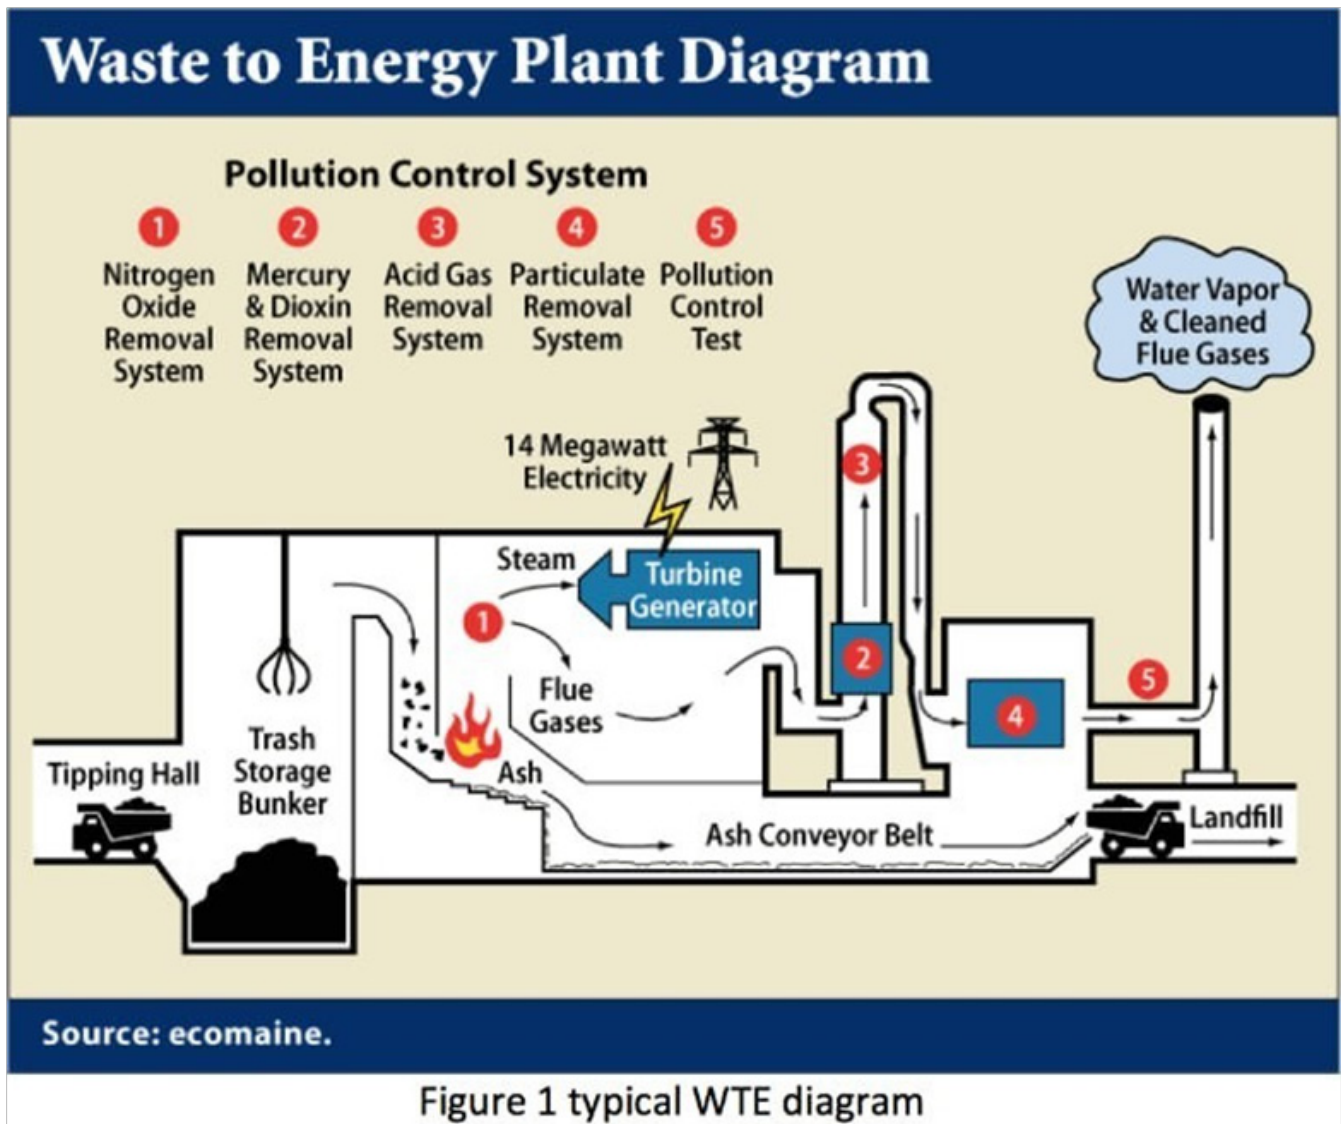 Waste to Energy Plant Diagram
Pollution Control System
1
Nitrogen
Oxide
Removal
System
2
Mercury
& Dioxin
Removal
System
3
Acid Gas
Removal
System
4
Particulate
Removal
System
5
Pollution
Control
Test
Water Vapor
& Cleaned
Flue Gases
14 Megawatt
Electricity
3
Steam
Turbine
Generator
1
2
Flue
Gases
5
4
Trash
Storage
Bunker
Tipping Hall
Ash
Ash Conveyor Belt
Landfill
Source: ecomaine.
Figure 1 typical WTE diagram